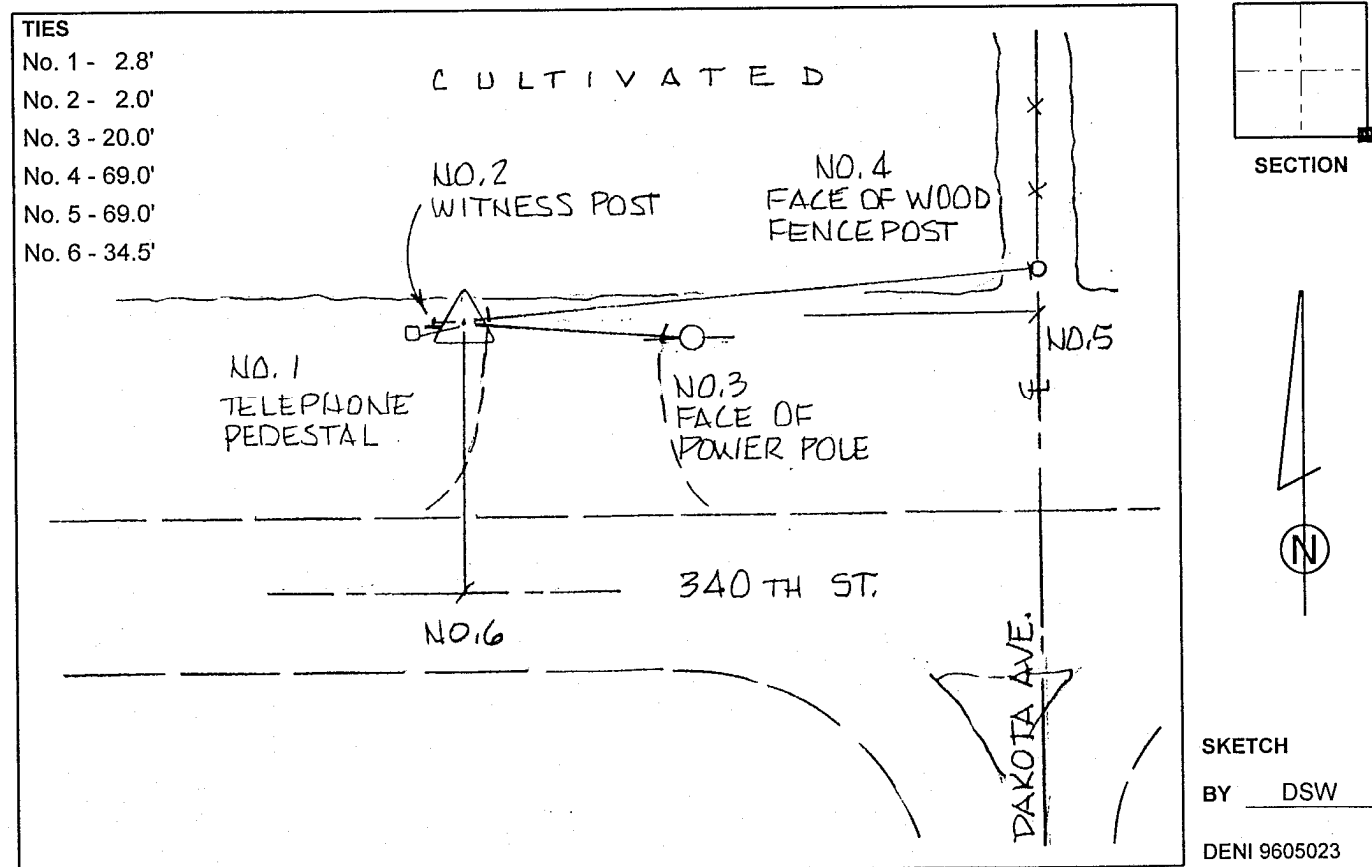 TIES
No. 1 - 2.8'
No. 2 - 2.0'
No. 3 - 20.0'
No. 4 - 69.0'
No. 5 - 69.0'
No. 6 - 34.5'
CULTIVATED
NO. 2
WITNESS POST
NO. 4
FACE OF WOOD
FENCE POST
NO. 1
TELEPHONE
PEDESTAL
NO. 3
FACE OF
POWER POLE
NO. 5
NO. 6
340 TH ST.
DAKOTA AVE.
SECTION
N
SKETCH
BY DSW
DENI 9605023